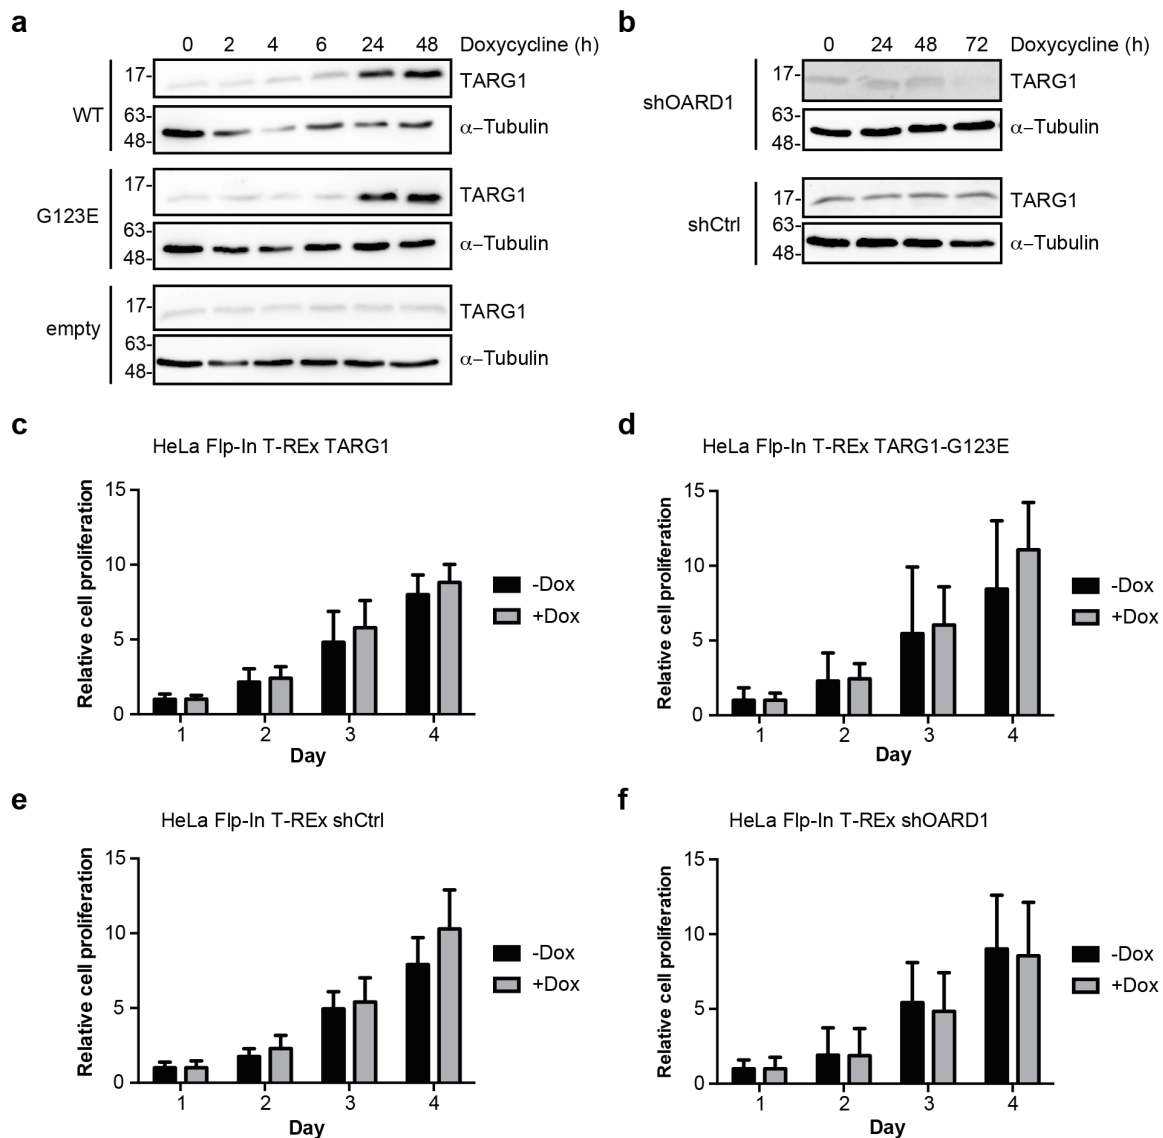 a
0 2 4 6 24 48 Doxycycline (h)
WT
17- TARG1
63-
48- α–Tubulin
G123E
17- TARG1
63-
48- α–Tubulin
empty
17- TARG1
63-
48- α–Tubulin
b
0 24 48 72 Doxycycline (h)
shOARD1
17- TARG1
63-
48- α–Tubulin
shCtrl
17- TARG1
63-
48- α–Tubulin
c
HeLa Flp-In T-REx TARG1
Relative cell proliferation
15
10
5
0
1 2 3 4
Day
-Dox
+Dox
d
HeLa Flp-In T-REx TARG1-G123E
Relative cell proliferation
15
10
5
0
1 2 3 4
Day
-Dox
+Dox
e
HeLa Flp-In T-REx shCtrl
Relative cell proliferation
15
10
5
0
1 2 3 4
Day
-Dox
+Dox
f
HeLa Flp-In T-REx shOARD1
Relative cell proliferation
15
10
5
0
1 2 3 4
Day
-Dox
+Dox